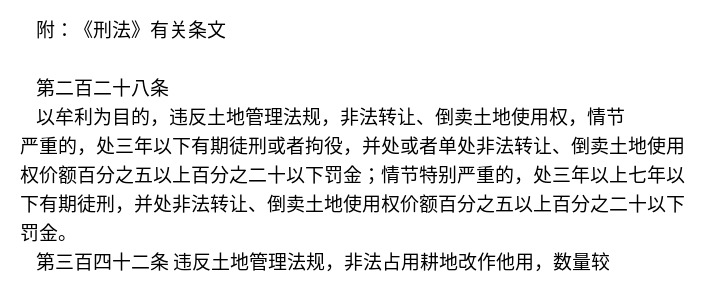 附：《刑法》有关条文
第二百二十八条
以牟利为目的，违反土地管理法规，非法转让、倒卖土地使用权，情节
严重的，处三年以下有期徒刑或者拘役，并处或者单处非法转让、倒卖土地使用
权价额百分之五以上百分之二十以下罚金；情节特别严重的，处三年以上七年以
下有期徒刑，并处非法转让、倒卖土地使用权价额百分之五以上百分之二十以下
罚金。
第三百四十二条 违反土地管理法规，非法占用耕地改作他用，数量较